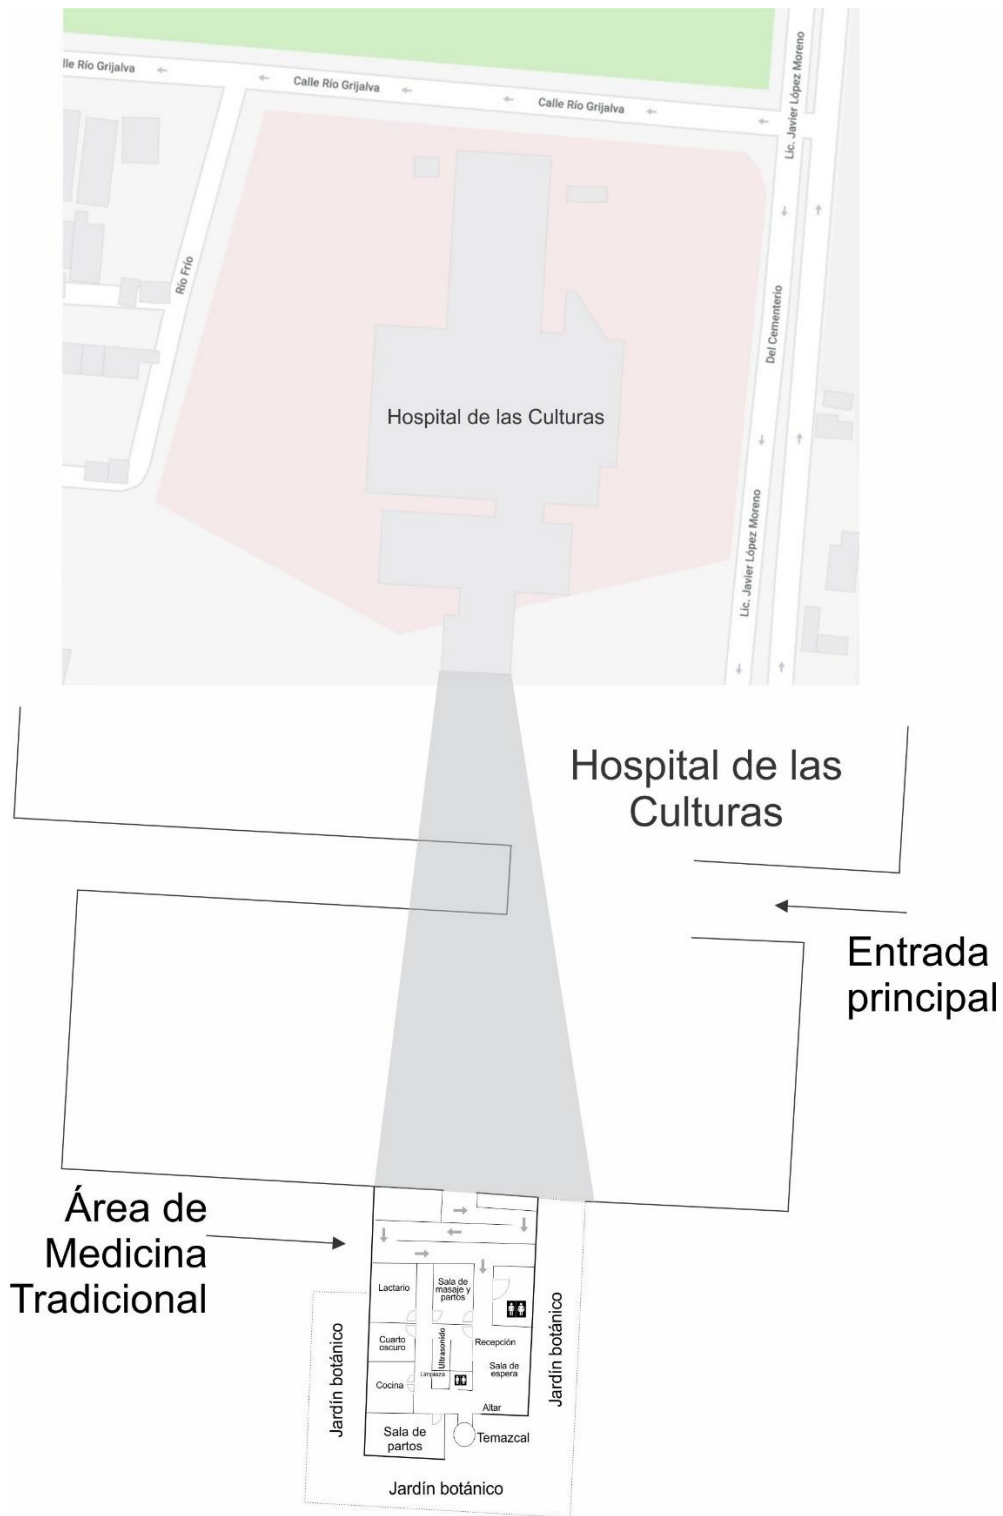 lle Río Grijalva
Calle Río Grijalva
Calle Río Grijalva
Lic. Javier López Moreno
Río Frío
Del Cementerio
Hospital de las Culturas
Lic. Javier López Moreno
Hospital de las
Culturas
Entrada
principal
Área de
Medicina
Tradicional
Lactario
Sala de
masaje y
partos
Cuarto
oscuro
Ultrasonido
Recepción
Sala de
espera
Limpieza
Cocina
Altar
Sala de
partos
Temazcal
Jardín botánico
Jardín botánico
Jardín botánico